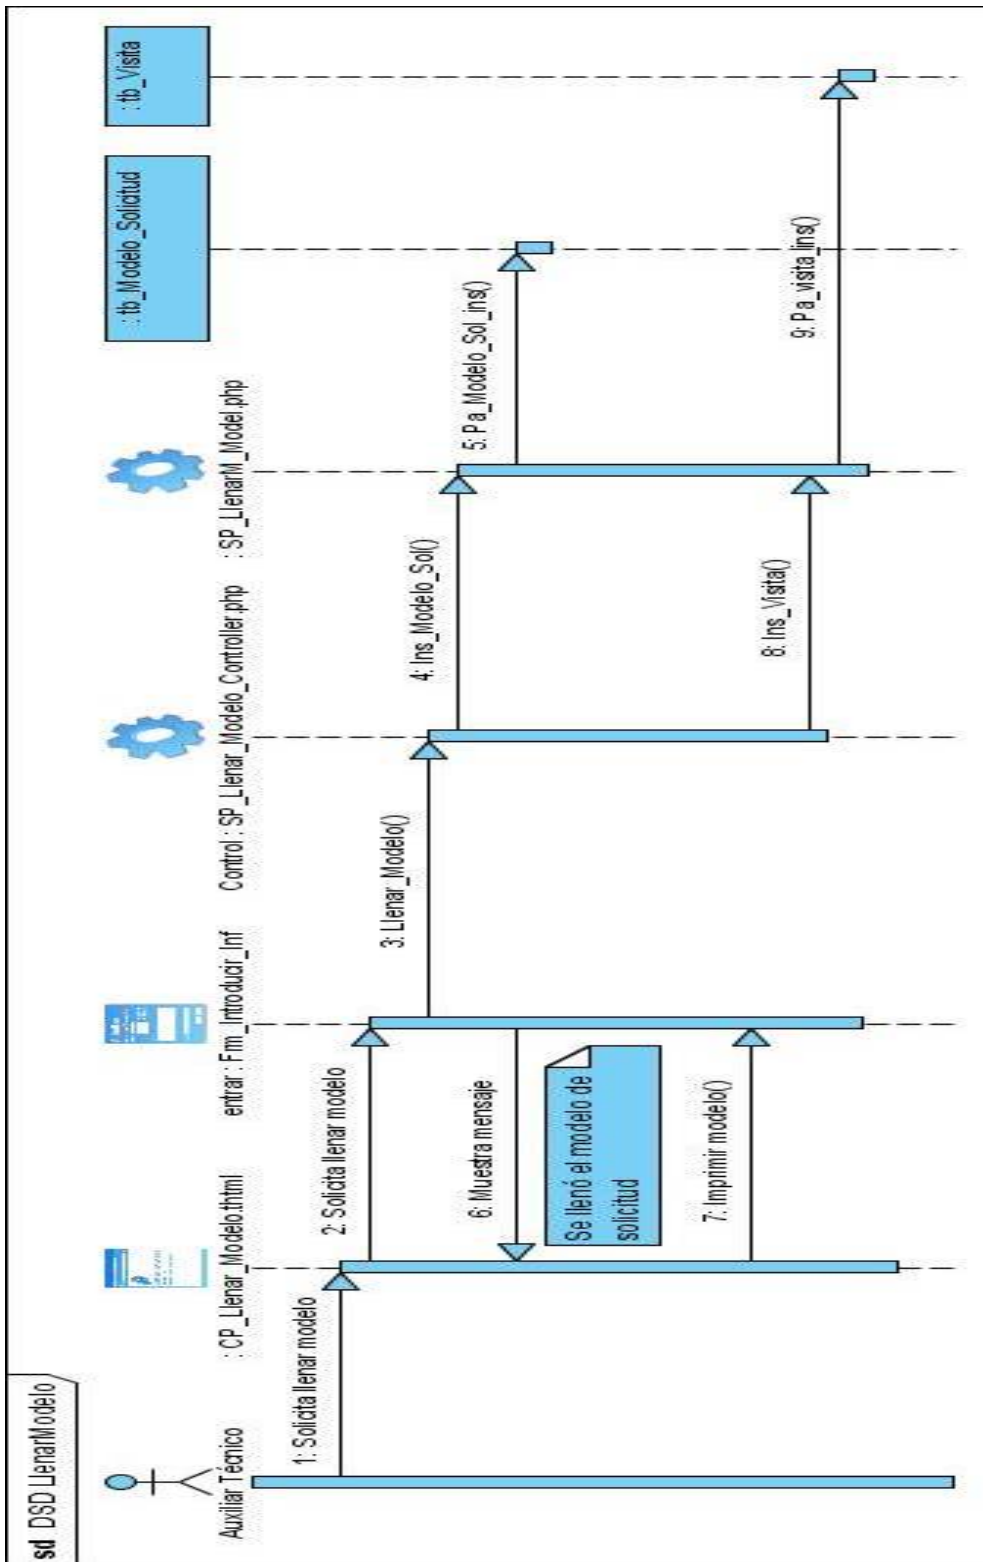 sd DSD LlenarModelo
Auxiliar Técnico
: CP_Llenar_Modelo.thtml
entrar : Frm_Introducir_Inf
Control : SP_Llenar_Modelo_Controller.php
: SP_LlenarM_Model.php
: tb_Modelo_Solicitud
: tb_Visita
1: Solicita llenar modelo
2: Solicita llenar modelo
3: Llenar_Modelo()
4: Ins_Modelo_Sol()
5: Pa_Modelo_Sol_ins()
6: Muestra mensaje
Se llenó el modelo de
solicitud
7: Imprimir modelo()
8: Ins_Visita()
9: Pa_visita_ins()